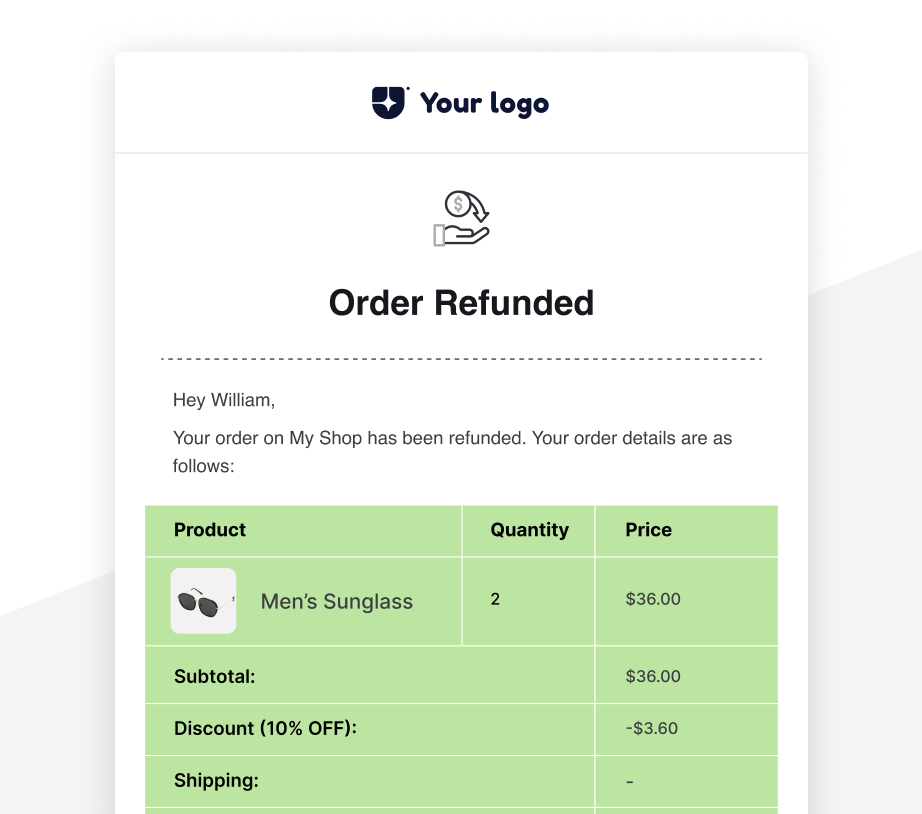 Your logo
$
Order Refunded
Hey William,
Your order on My Shop has been refunded. Your order details are as
follows:
Product Quantity Price
Men’s Sunglass 2 $36.00
Subtotal: $36.00
Discount (10% OFF): -$3.60
Shipping: -